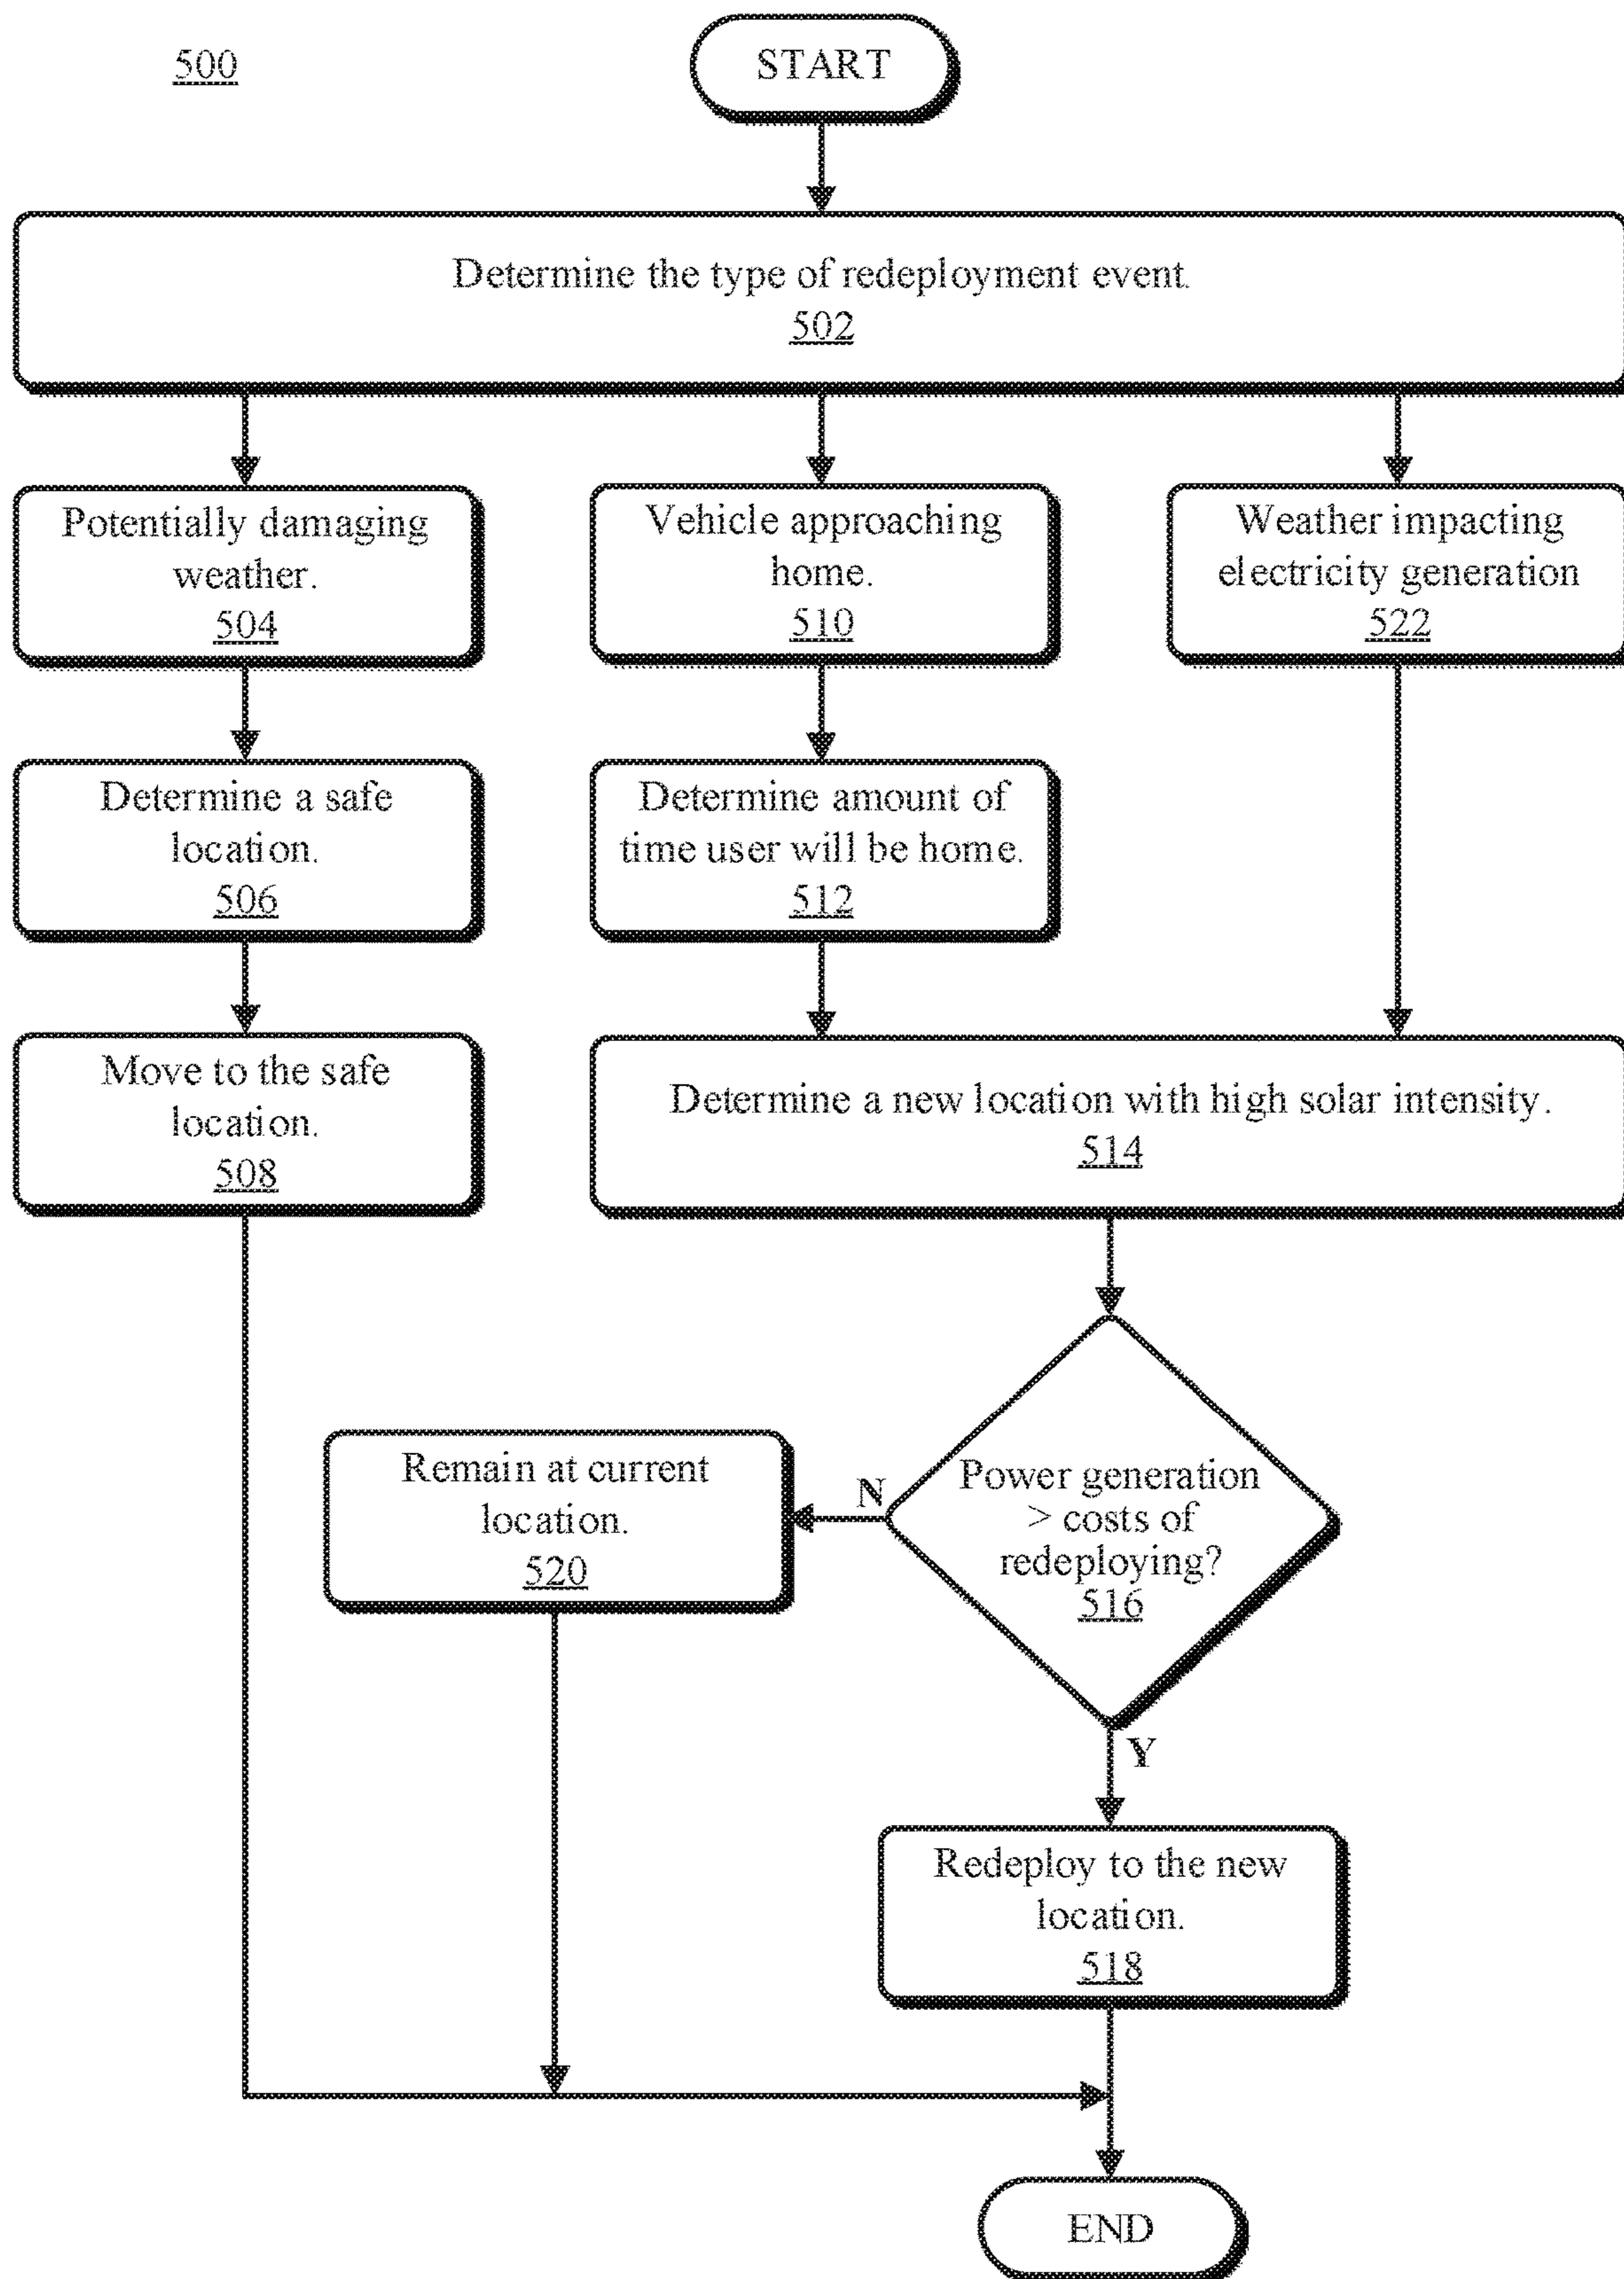 500
START
Determine the type of redeployment event.
502
Potentially damaging
weather.
504
Vehicle approaching
home.
510
Weather impacting
electricity generation
522
Determine a safe
location.
506
Determine amount of
time user will be home.
512
Move to the safe
location.
508
Determine a new location with high solar intensity.
514
Power generation
> costs of
redeploying?
516
N
Remain at current
location.
520
Y
Redeploy to the new
location.
518
END